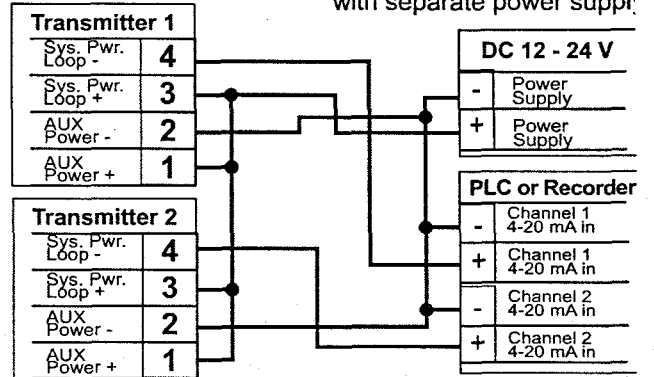 with separate power supply
Transmitter 1
Sys. Pwr.
Loop -
4
Sys. Pwr.
Loop +
3
AUX
Power -
2
AUX
Power +
1
Transmitter 2
Sys. Pwr.
Loop -
4
Sys. Pwr.
Loop +
3
AUX
Power -
2
AUX
Power +
1
DC 12 - 24 V
-
Power
Supply
+
Power
Supply
PLC or Recorder
-
Channel 1
4-20 mA in
+
Channel 1
4-20 mA in
-
Channel 2
4-20 mA in
+
Channel 2
4-20 mA in